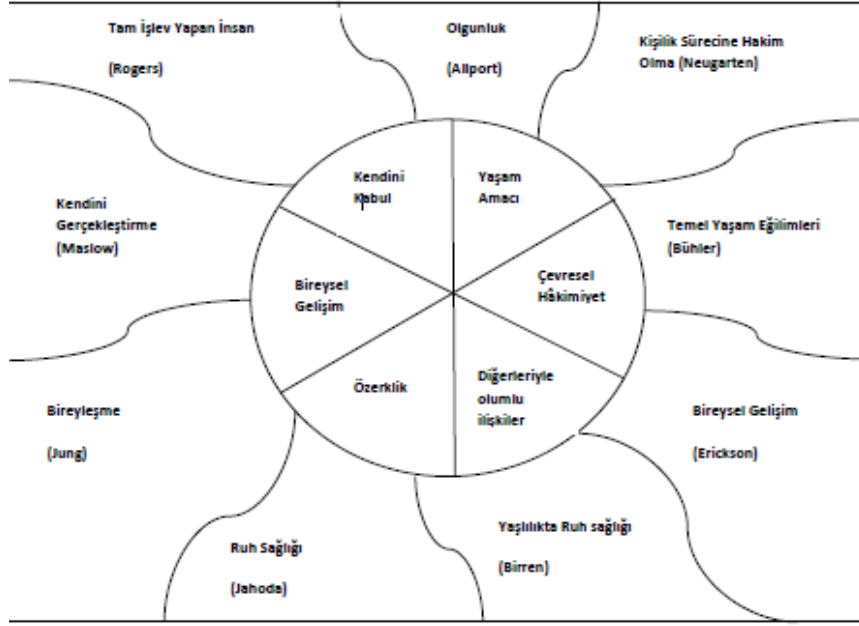 Tam İşlev Yapan İnsan
(Rogers)
Olgunluk
(Allport)
Kişilik Sürecine Hakim
Olma (Neugarten)
Kendini
Kabul
Yaşam
Amacı
Kendini
Gerçekleştirme
(Maslow)
Temel Yaşam Eğilimleri
(Bühler)
Bireysel
Gelişim
Çevresel
Hâkimiyet
Özerklik
Diğerleriyle
olumlu
ilişkiler
Bireyleşme
(Jung)
Bireysel Gelişim
(Erickson)
Ruh Sağlığı
(Jahoda)
Yaşlılıkta Ruh sağlığı
(Birren)